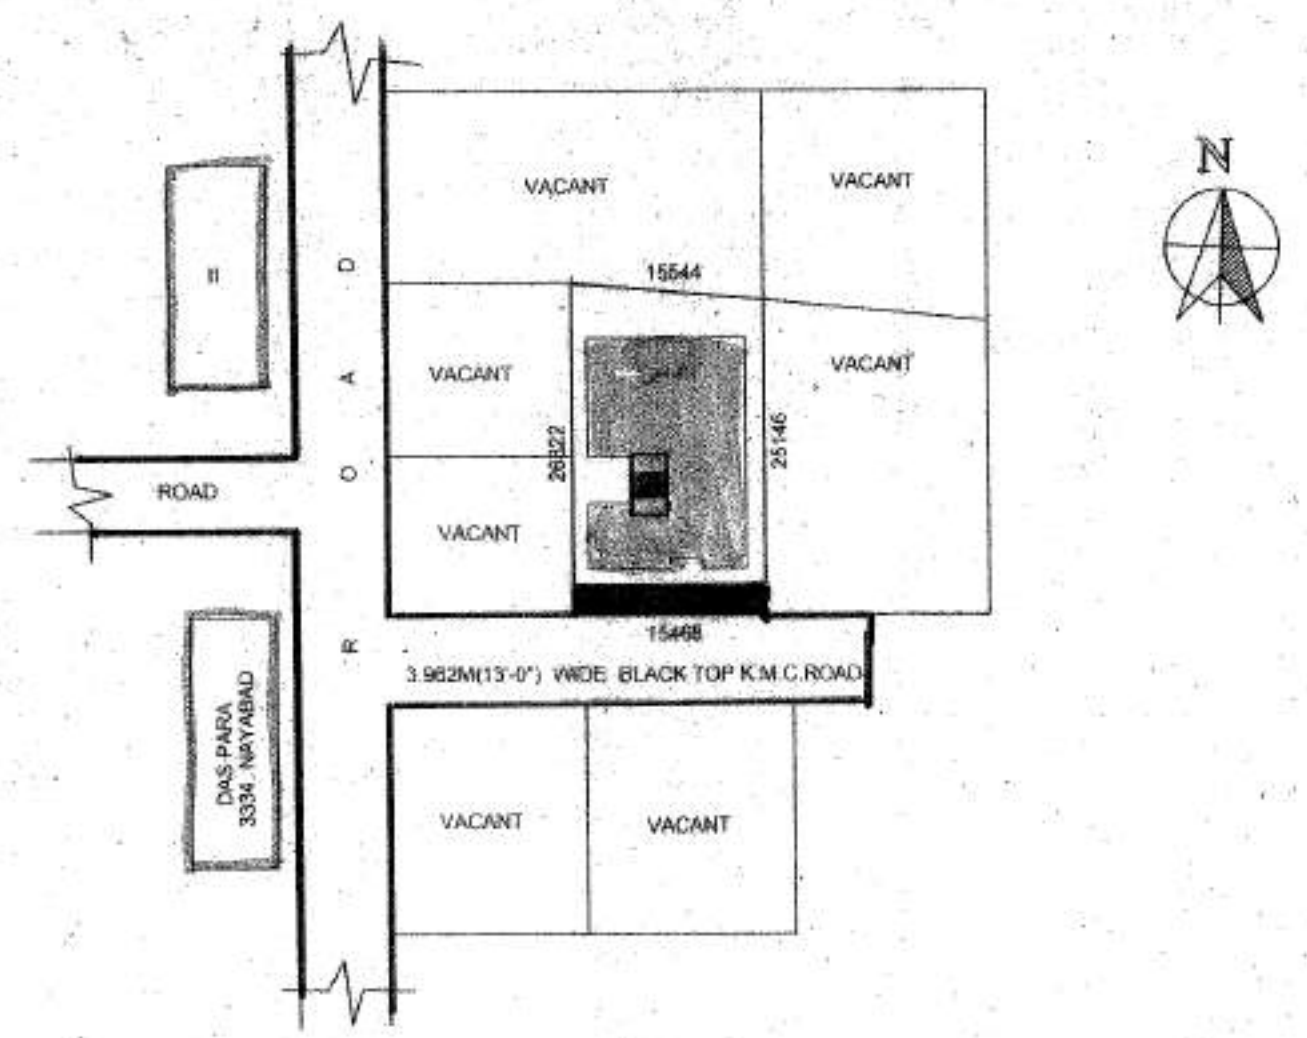 N
VACANT
VACANT
15544
II
ROAD
VACANT
VACANT
25146
ROAD
VACANT
15468
3.962M(13'-0") WIDE BLACK TOP K.M.C.ROAD
DAS-PARA
3334, NAYABAD
VACANT
VACANT